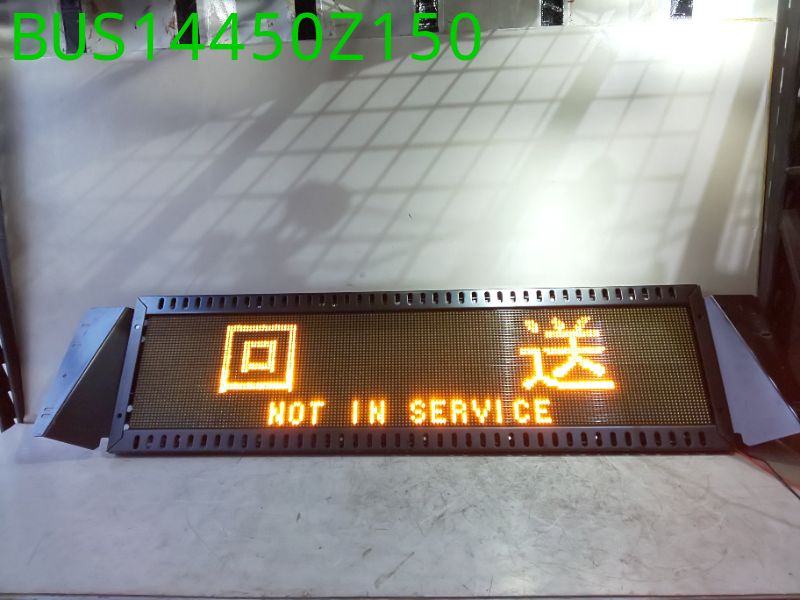 BUS14450Z150
回 送
NOT IN SERVICE